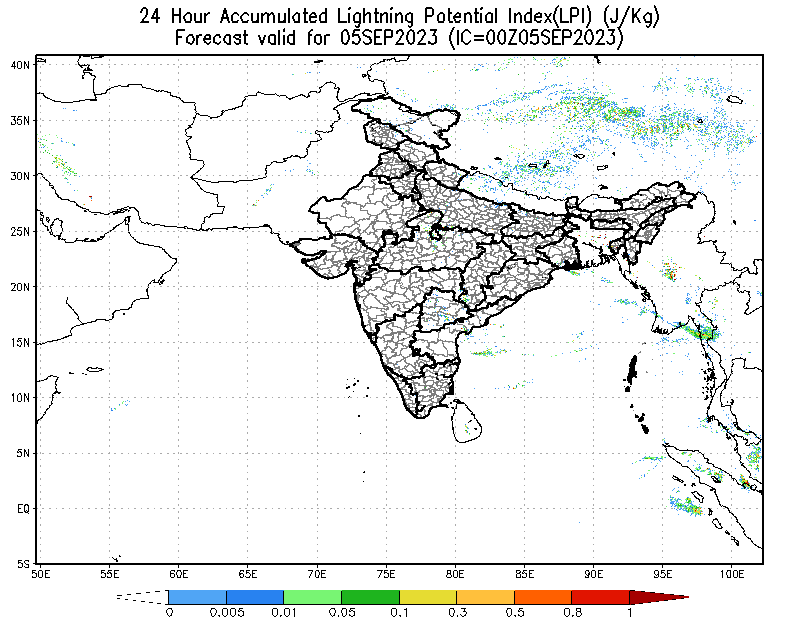 24 Hour Accumulated Lightning Potential Index(LPI) (J/Kg)
Forecast valid for 05SEP2023 (IC=00Z05SEP2023)
40N
35N
30N
25N
20N
15N
10N
5N
EQ
5S
50E 55E 60E 65E 70E 75E 80E 85E 90E 95E 100E
0 0.005 0.01 0.05 0.1 0.3 0.5 0.8 1